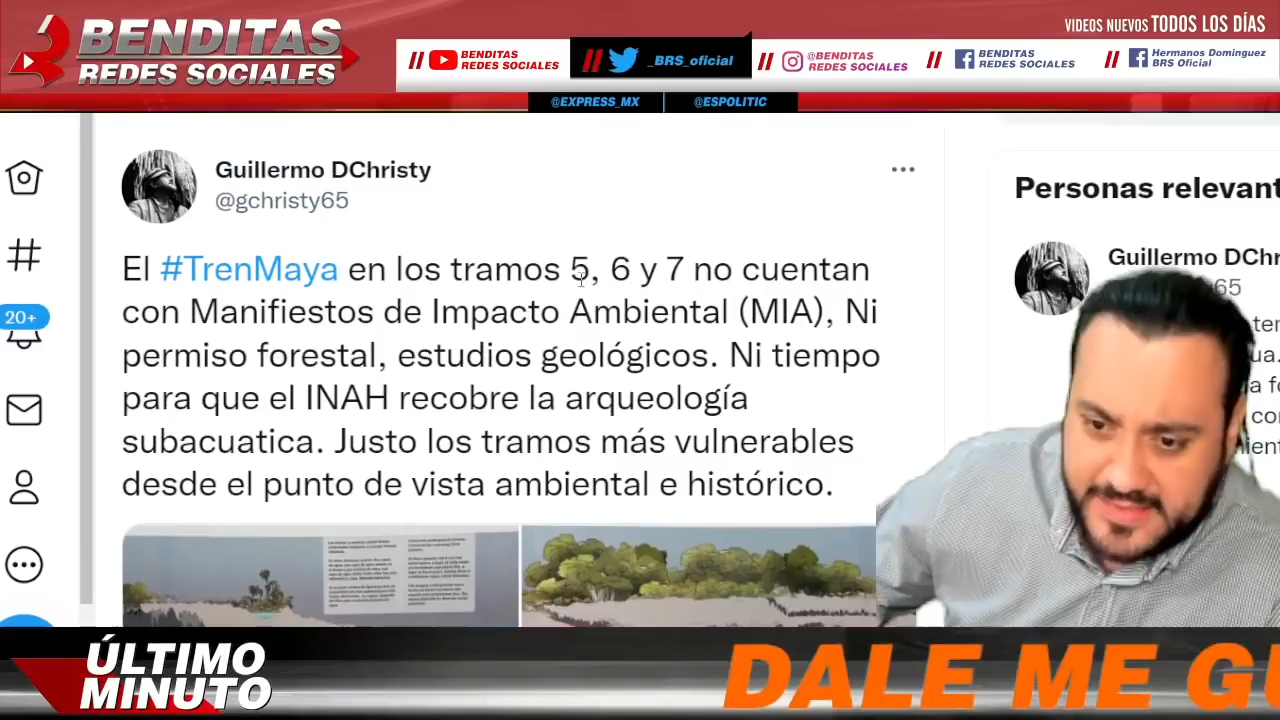 BENDITAS
REDES SOCIALES
VIDEOS NUEVOS TODOS LOS DÍAS
// BENDITAS
REDES SOCIALES
// _BRS_oficial
// @BENDITAS
REDES SOCIALES
// BENDITAS
REDES SOCIALES
// Hermanos Dominguez
BRS Oficial
@EXPRESS_MX
@ESPOLITIC
Guillermo DChristy
@gchristy65
El #TrenMaya en los tramos 5, 6 y 7 no cuentan
con Manifiestos de Impacto Ambiental (MIA), Ni
permiso forestal, estudios geológicos. Ni tiempo
para que el INAH recobre la arqueología
subacuatica. Justo los tramos más vulnerables
desde el punto de vista ambiental e histórico.
20+
Personas relevant
Guillermo DChr
65
ua.
ÚLTIMO
MINUTO
DALE ME GU